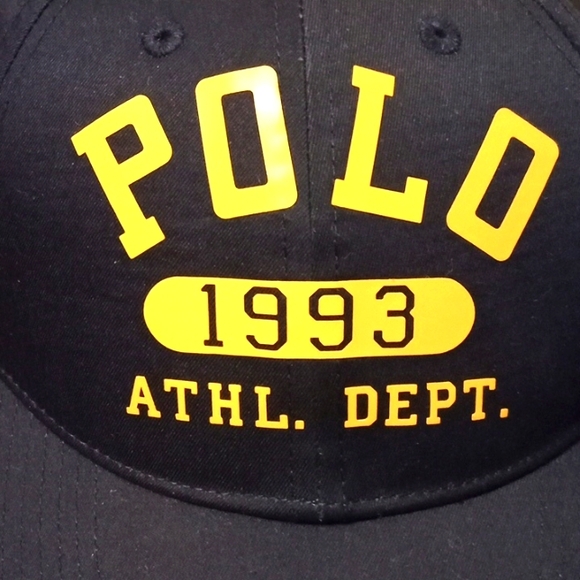 POLO
1993
ATHL. DEPT.